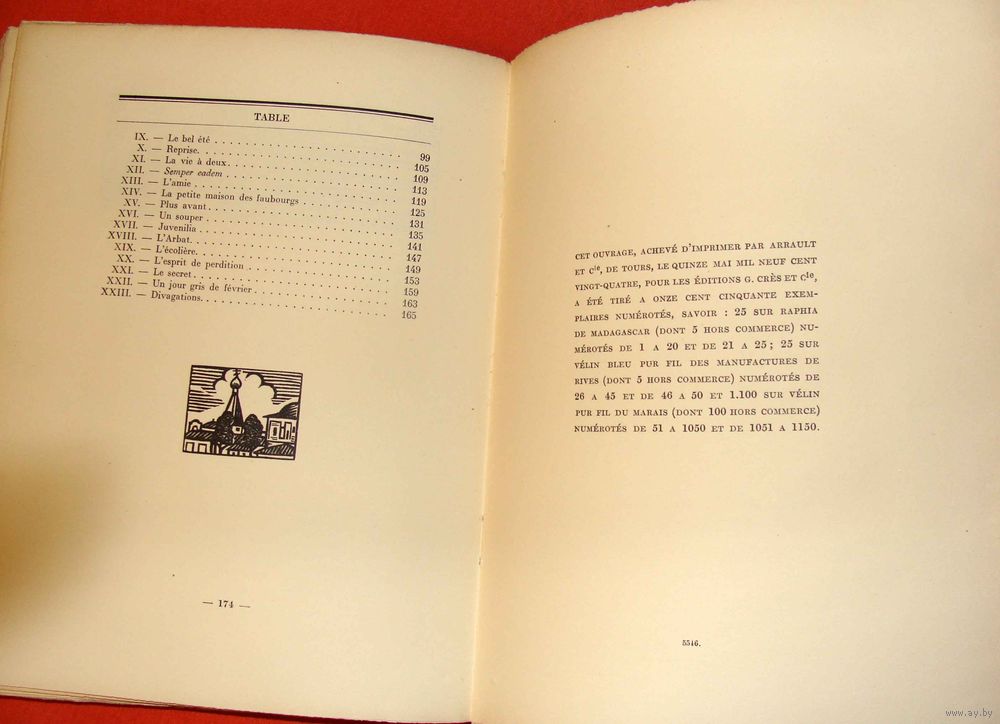 TABLE
IX. — Le bel été . . . . . . . . . . . . . . . . . . . . 99
X. — Reprise. . . . . . . . . . . . . . . . . . . . . 105
XI. — La vie à deux. . . . . . . . . . . . . . . . . . 109
XII. — Semper eadem . . . . . . . . . . . . . . . . . . 113
XIII. — L'amie . . . . . . . . . . . . . . . . . . . . 119
XIV. — La petite maison des faubourgs . . . . . . . . . 125
XV. — Plus avant . . . . . . . . . . . . . . . . . . . 131
XVI. — Un souper . . . . . . . . . . . . . . . . . . . 135
XVII. — Juvenilia . . . . . . . . . . . . . . . . . . . 141
XVIII. — L'Arbat. . . . . . . . . . . . . . . . . . . . 147
XIX. — L'écolière. . . . . . . . . . . . . . . . . . . 149
XX. — L'esprit de perdition . . . . . . . . . . . . . . 153
XXI. — Le secret . . . . . . . . . . . . . . . . . . . 159
XXII. — Un jour gris de février . . . . . . . . . . . . 163
XXIII. — Divagations. . . . . . . . . . . . . . . . . . 165
— 174 —
CET OUVRAGE, ACHEVÉ D'IMPRIMER PAR ARRAULT
ET Cie, DE TOURS, LE QUINZE MAI MIL NEUF CENT
VINGT-QUATRE, POUR LES ÉDITIONS G. CRÈS ET Cie,
A ÉTÉ TIRÉ A ONZE CENT CINQUANTE EXEM-
PLAIRES NUMÉROTÉS, SAVOIR : 25 SUR RAPHIA
DE MADAGASCAR (DONT 5 HORS COMMERCE) NU-
MÉROTÉS DE 1 A 20 ET DE 21 A 25 ; 25 SUR
VÉLIN BLEU PUR FIL DES MANUFACTURES DE
RIVES (DONT 5 HORS COMMERCE) NUMÉROTÉS DE
26 A 45 ET DE 46 A 50 ET 1.100 SUR VÉLIN
PUR FIL DU MARAIS (DONT 100 HORS COMMERCE)
NUMÉROTÉS DE 51 A 1050 ET DE 1051 A 1150.
5546.
www.ay.by